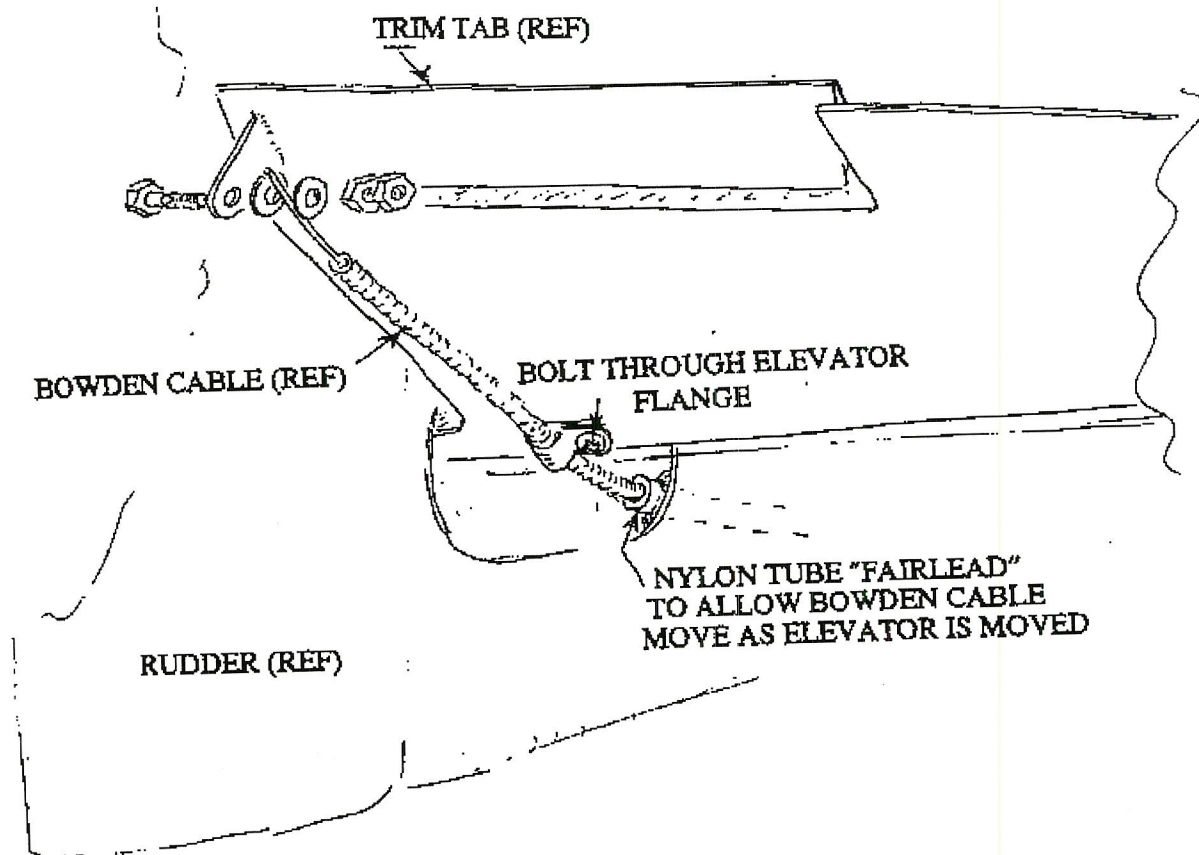 TRIM TAB (REF)
BOWDEN CABLE (REF)
BOLT THROUGH ELEVATOR
FLANGE
NYLON TUBE "FAIRLEAD"
TO ALLOW BOWDEN CABLE
MOVE AS ELEVATOR IS MOVED
RUDDER (REF)